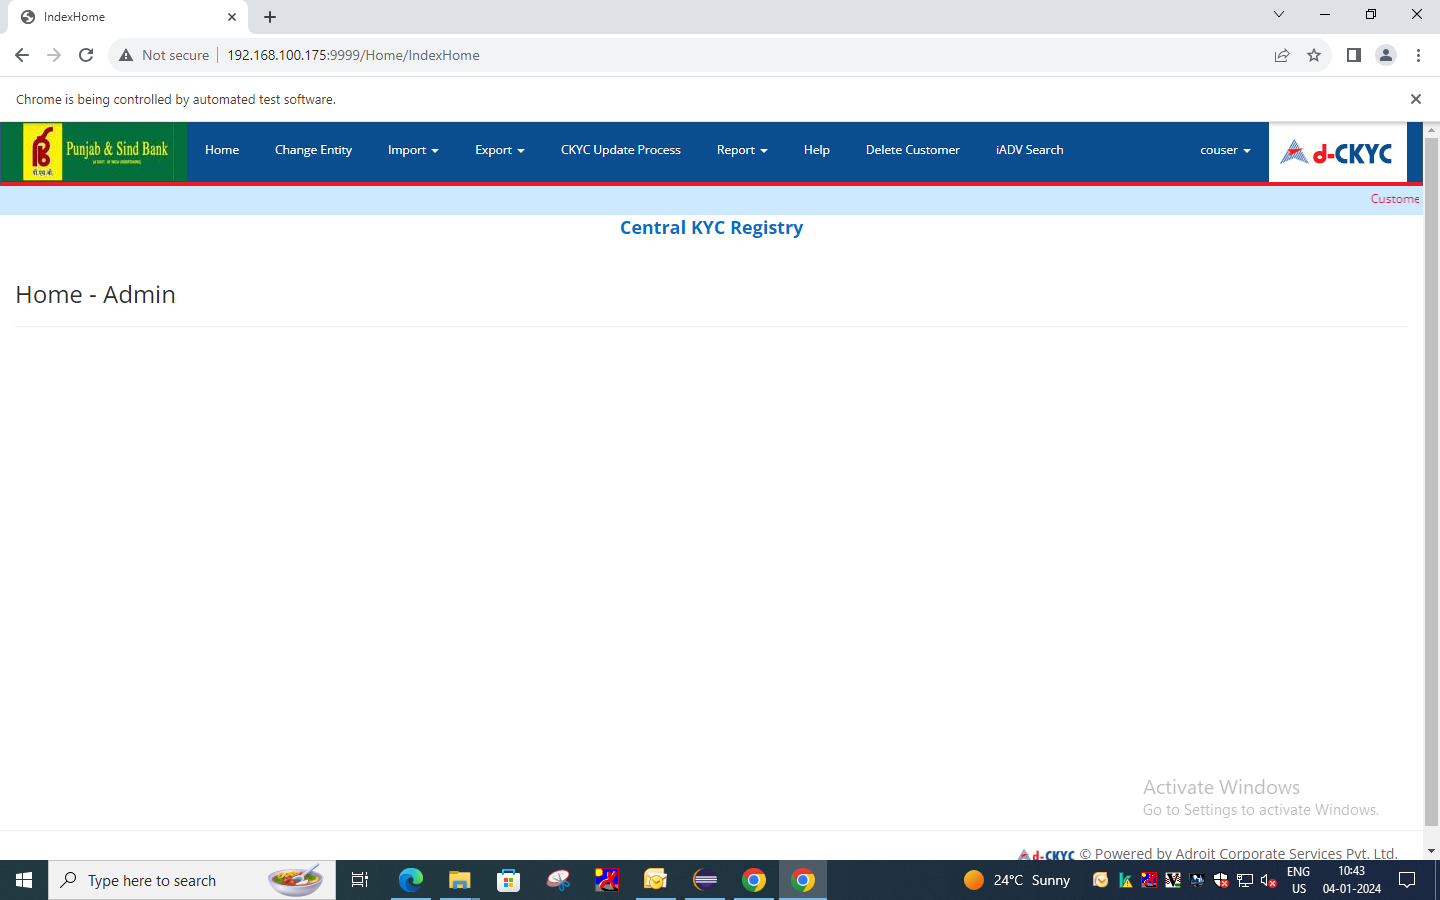 IndexHome
Not secure
192.168.100.175:9999/Home/IndexHome
Chrome is being controlled by automated test software.
Punjab & Sind Bank
Home
Change Entity
Import
Export
CKYC Update Process
Report
Help
Delete Customer
iADV Search
couser
d-CKYC
पी.एस.बी.
Custome
Central KYC Registry
Home - Admin
Activate Windows
Go to Settings to activate Windows.
d-CKYC © Powered by Adroit Corporate Services Pvt. Ltd.
Type here to search
24°C Sunny
ENG
US
10:43
04-01-2024